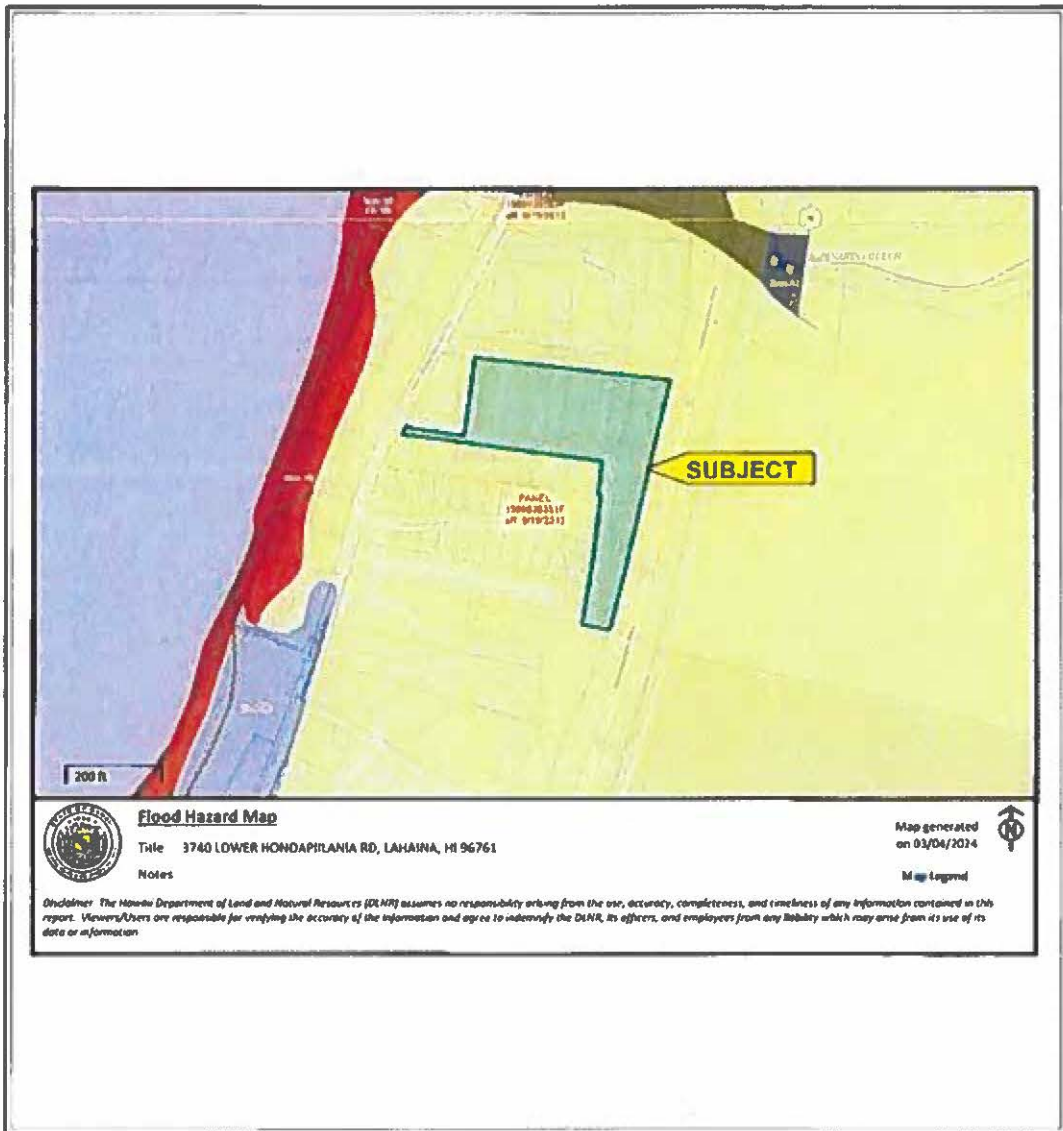 SUBJECT
PANEL
200 ft
Flood Hazard Map
Title 3740 LOWER HONOAPIILANIA RD, LAHAINA, HI 96761
Notes
Map generated
on 03/04/2024
N
Map Legend
Disclaimer The Hawaii Department of Land and Natural Resources (DLNR) assumes no responsibility arising from the use, accuracy, completeness, and timeliness of any information contained in this
report. Viewers/Users are responsible for verifying the accuracy of the information and agree to indemnify the DLNR, its officers, and employees from any liability which may arise from its use of its
data or information